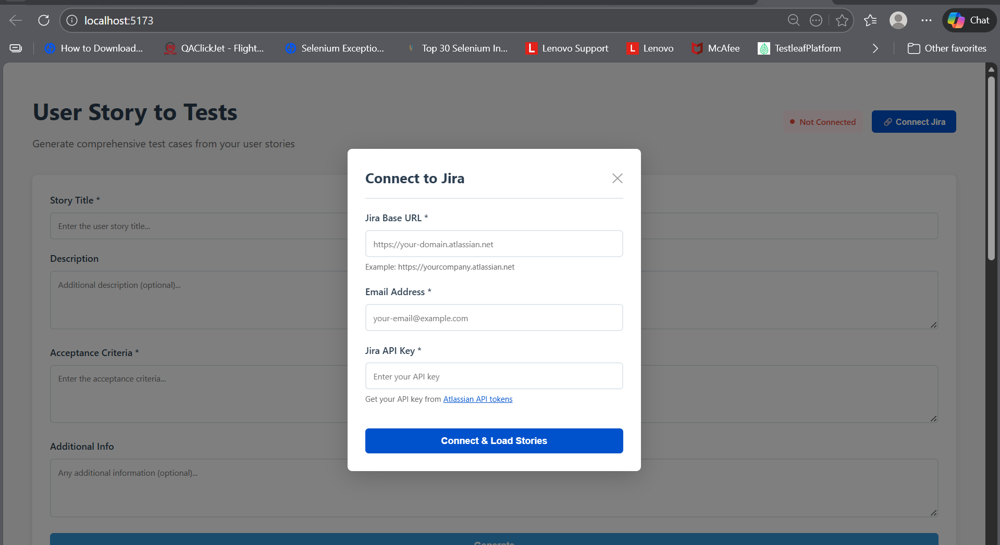 localhost:5173
Chat
How to Download...
QAClickJet - Flight...
Selenium Exceptio...
Top 30 Selenium In...
L Lenovo Support
L Lenovo
McAfee
TestleafPlatform
Other favorites
User Story to Tests
Not Connected
Connect Jira
Generate comprehensive test cases from your user stories
Connect to Jira
Story Title *
Enter the user story title...
Description
Additional description (optional)...
Acceptance Criteria *
Enter the acceptance criteria...
Additional Info
Any additional information (optional)...
Jira Base URL *
https://your-domain.atlassian.net
Example: https://yourcompany.atlassian.net
Email Address *
your-email@example.com
Jira API Key *
Enter your API key
Get your API key from Atlassian API tokens
Connect & Load Stories
Generate